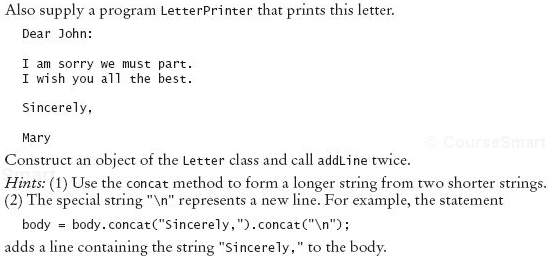 Also supply a program LetterPrinter that prints this letter.
Dear John:
I am sorry we must part.
I wish you all the best.
Sincerely,
Mary
© CourseSmart
Construct an object of the Letter class and call addLine twice.
Hints: (1) Use the concat method to form a longer string from two shorter strings.
(2) The special string "\n" represents a new line. For example, the statement
body = body.concat("Sincerely,").concat("\n");
adds a line containing the string "Sincerely," to the body.